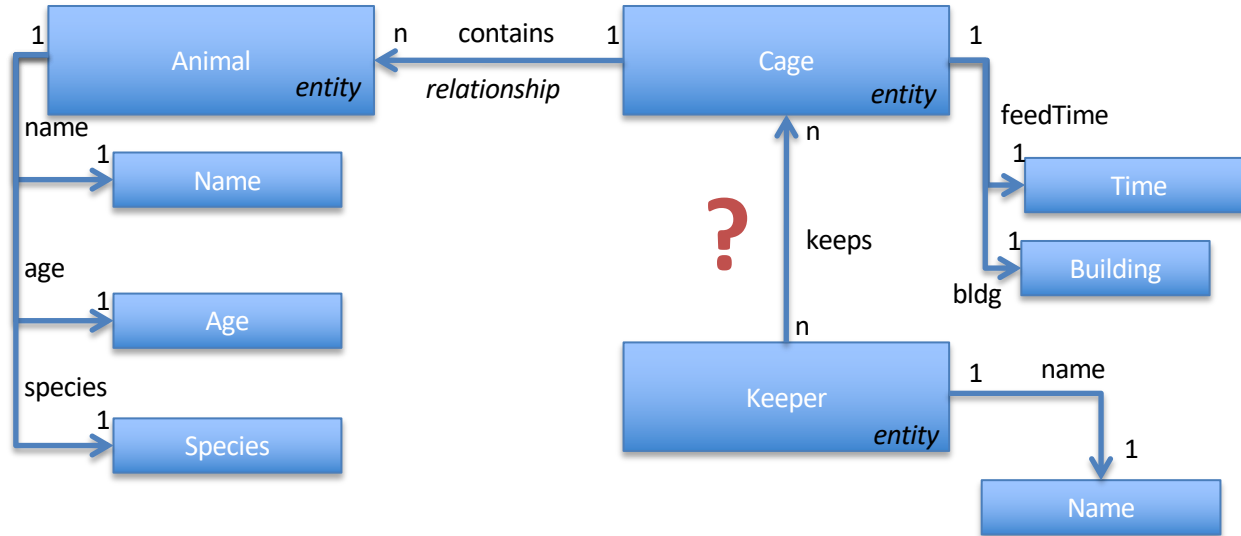 1
Animal
entity
n
contains
1
relationship
Cage
entity
1
name
1
Name
feedTime
1
Time
n
?
keeps
1
Building
bldg
age
1
Age
n
species
1
Species
Keeper
entity
1
name
1
Name